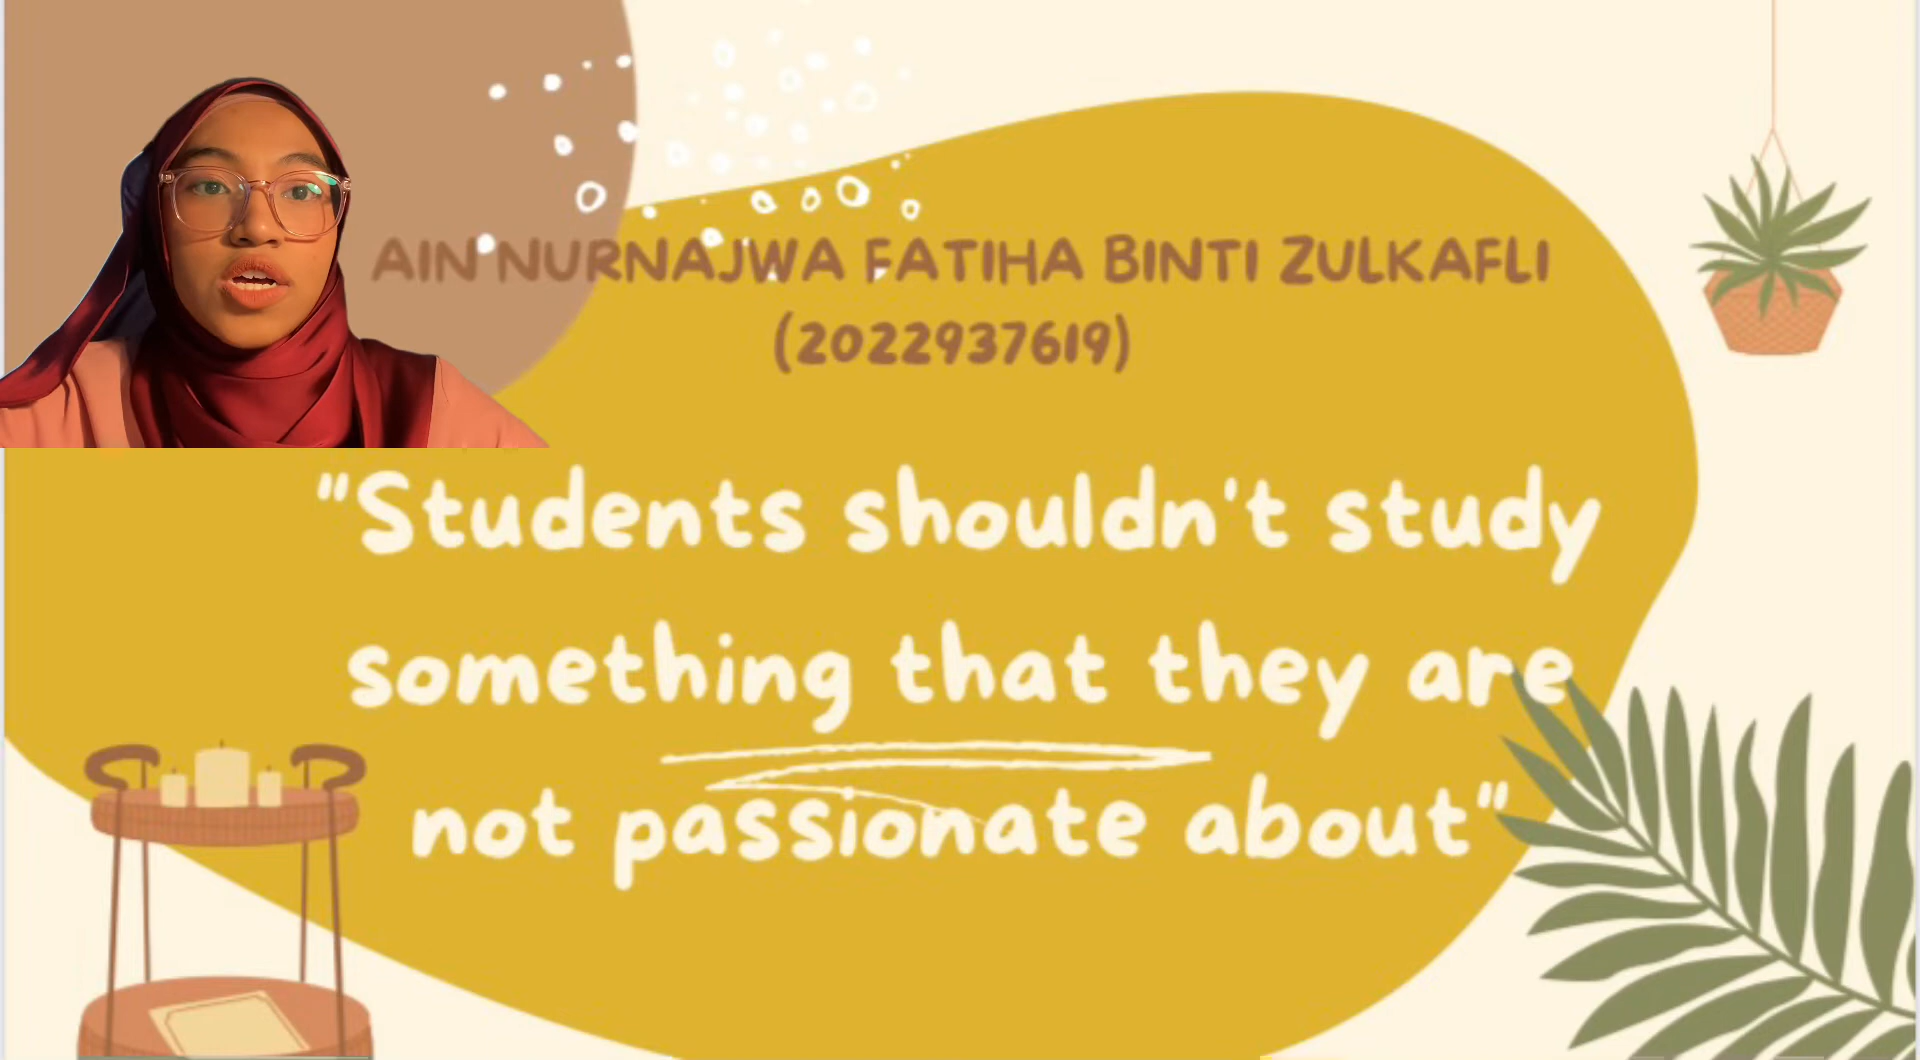 AIN NURNAJWA FATIHA BINTI ZULKAFLI
(2022937619)
"Students shouldn't study
something that they are
not passionate about"